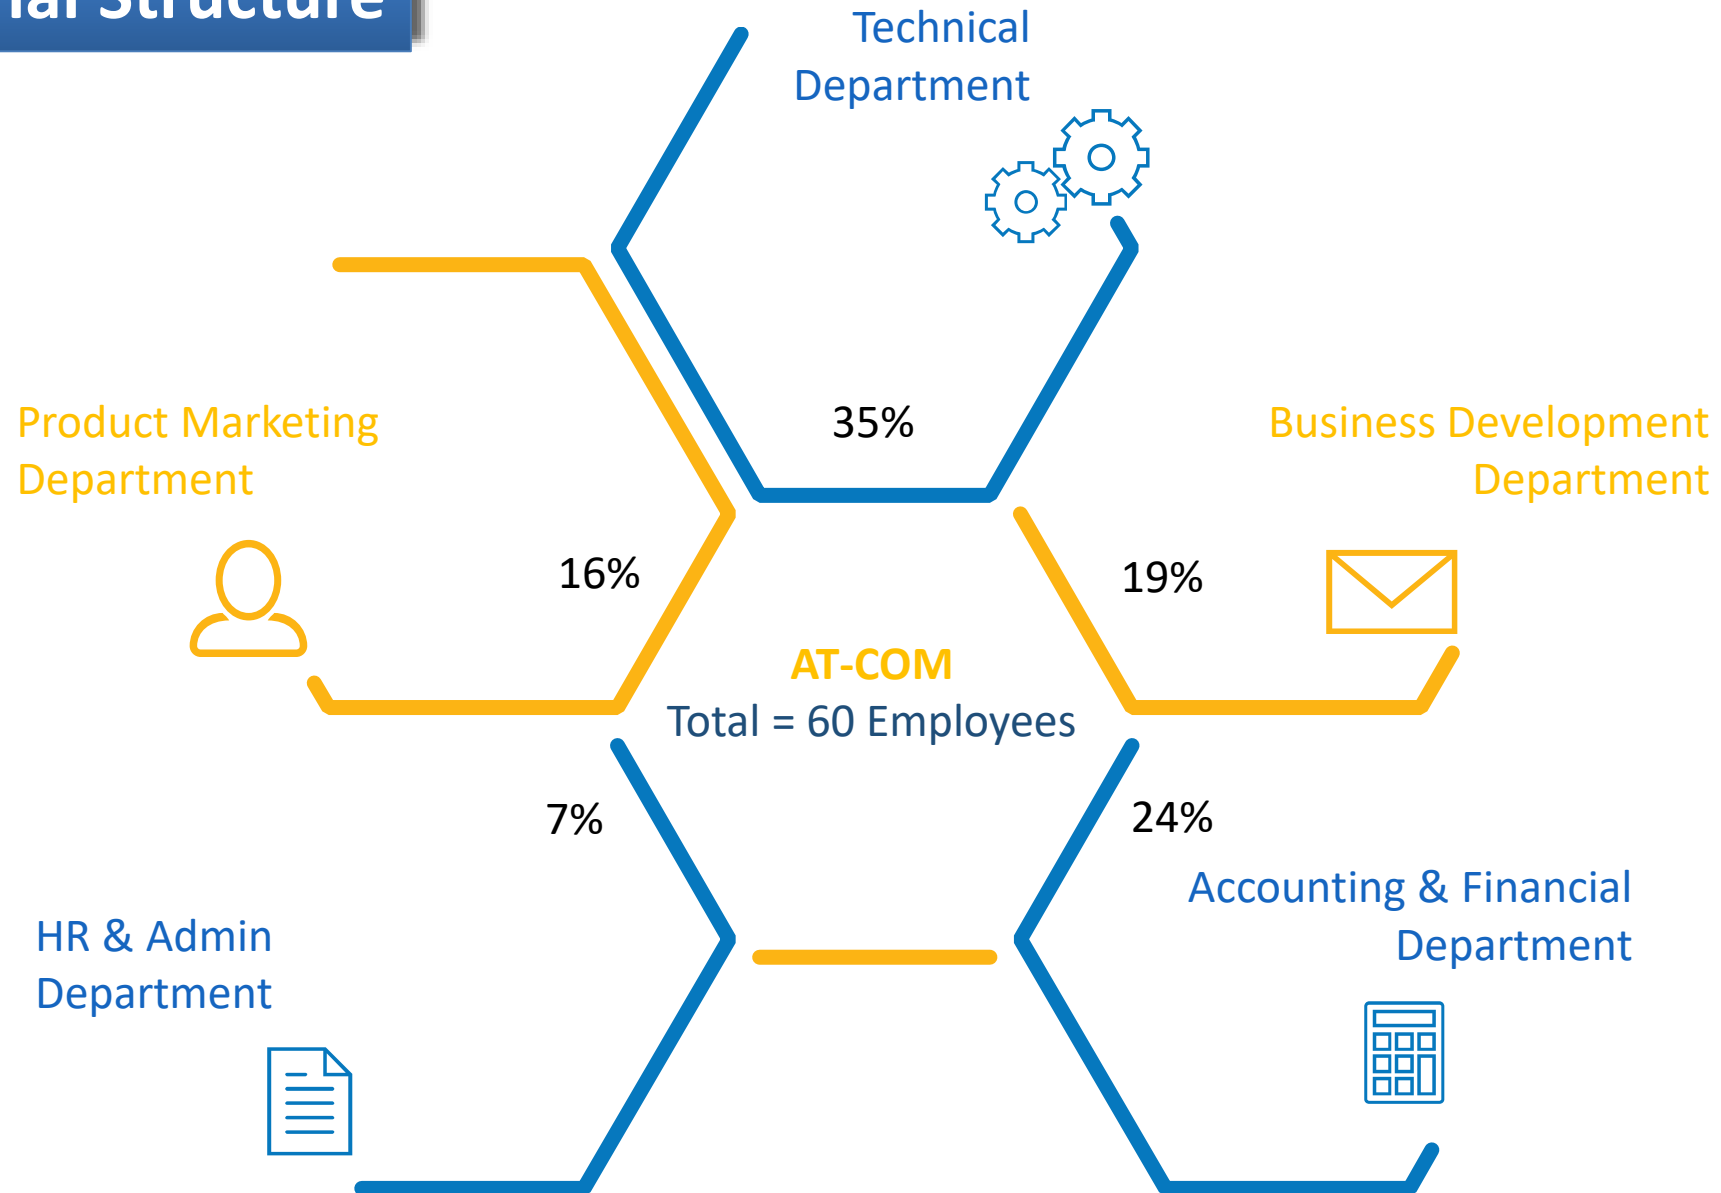 Structure
Technical
Department
35%
Product Marketing
Department
16%
Business Development
Department
19%
AT-COM
Total = 60 Employees
7%
24%
HR & Admin
Department
Accounting & Financial
Department